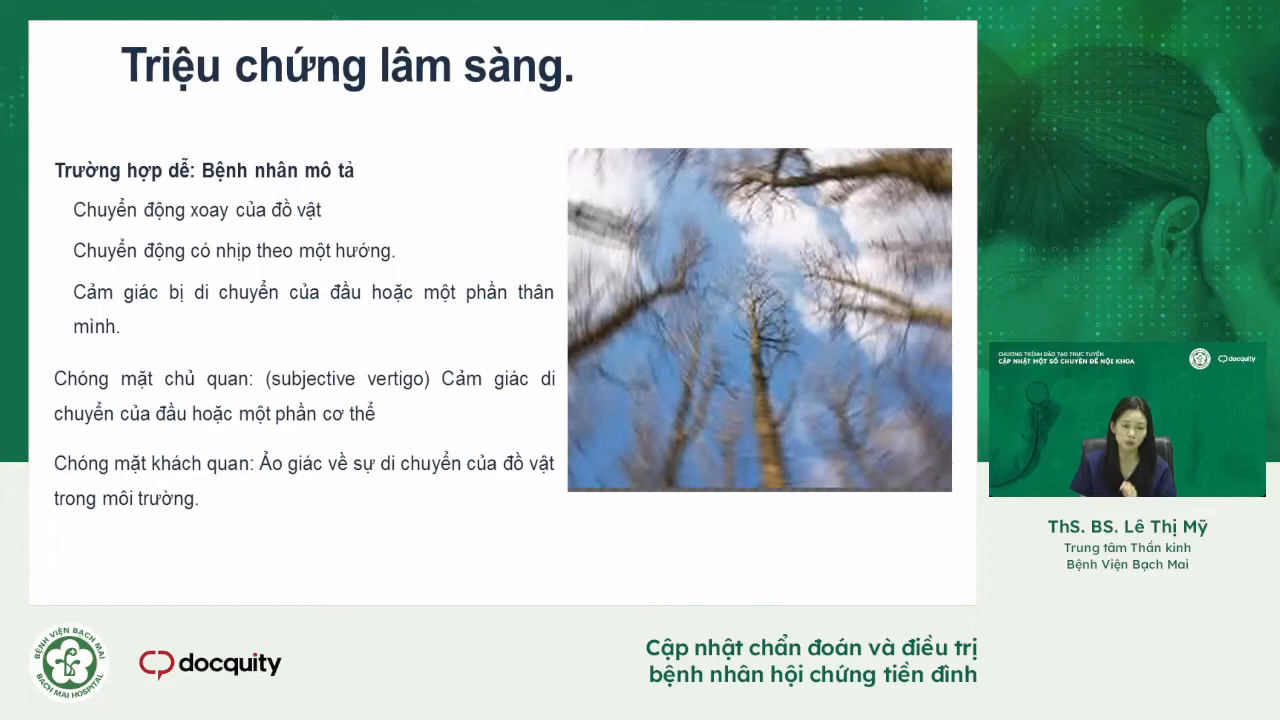 Triệu chứng lâm sàng.
Trường hợp dễ: Bệnh nhân mô tả
Chuyển động xoay của đồ vật
Chuyển động có nhịp theo một hướng.
Cảm giác bị di chuyển của đầu hoặc một phần thân
mình.
Chóng mặt chủ quan: (subjective vertigo) Cảm giác di
chuyển của đầu hoặc một phần cơ thể
Chóng mặt khách quan: Ảo giác về sự di chuyển của đồ vật
trong môi trường.
CHƯƠNG TRÌNH ĐÀO TẠO TRỰC TUYẾN
CẬP NHẬT MỘT SỐ CHUYÊN ĐỀ NỘI KHOA
docquity
ThS. BS. Lê Thị Mỹ
Trung tâm Thần kinh
Bệnh Viện Bạch Mai
BỆNH VIỆN BẠCH MAI
BACH MAI HOSPITAL
docquity
Cập nhật chẩn đoán và điều trị
bệnh nhân hội chứng tiền đình